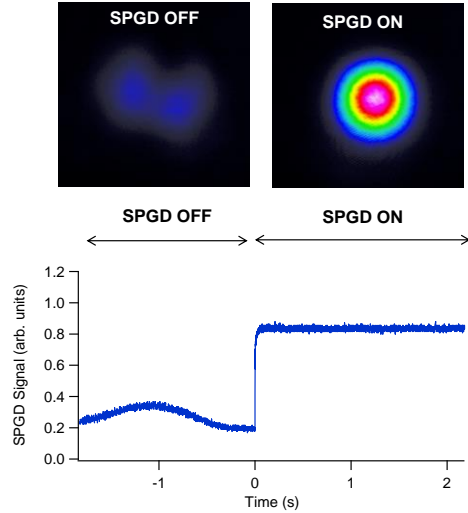 SPGD OFF
SPGD ON
SPGD OFF
SPGD ON
1.2
1.0
0.8
0.6
0.4
0.2
0.0
SPGD Signal (arb. units)
-1
0
1
2
Time (s)